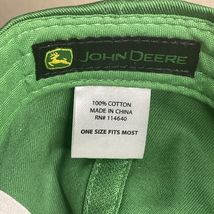 JOHN DEERE
100% COTTON
MADE IN CHINA
RN# 114640
ONE SIZE FITS MOST